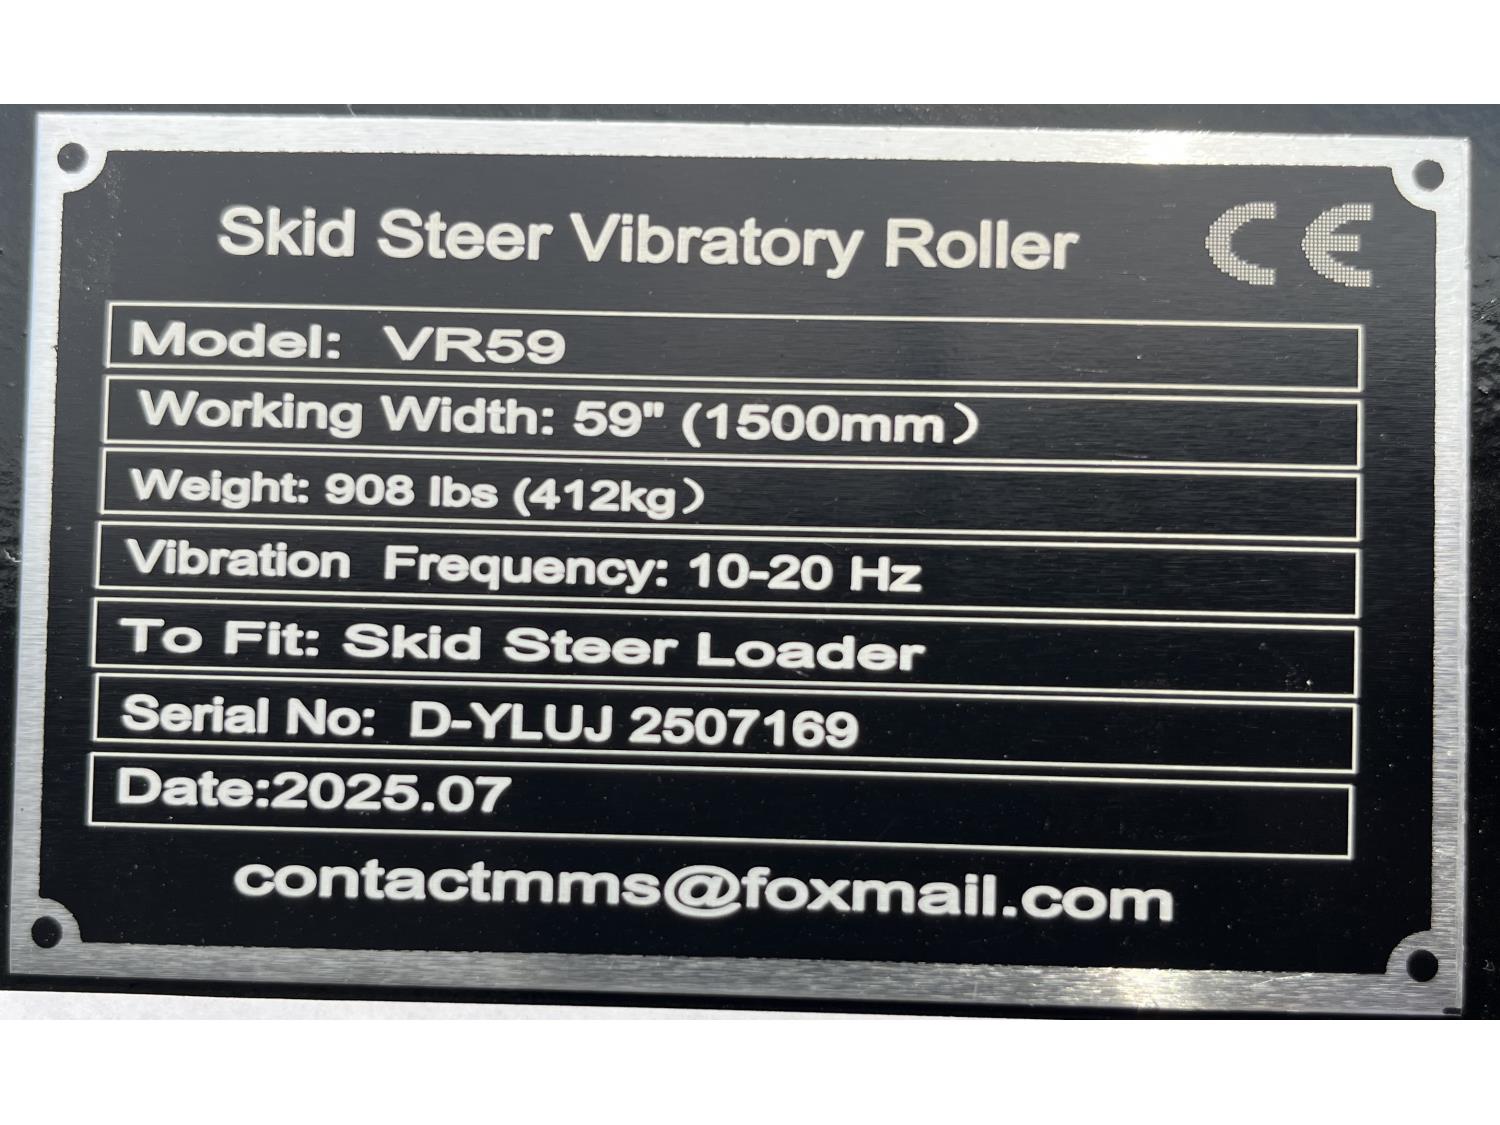 Skid Steer Vibratory Roller CE
Model: VR59
Working Width: 59" (1500mm）
Weight: 908 lbs (412kg）
Vibration Frequency: 10-20 Hz
To Fit: Skid Steer Loader
Serial No: D-YLUJ 2507169
Date:2025.07
contactmms@foxmail.com